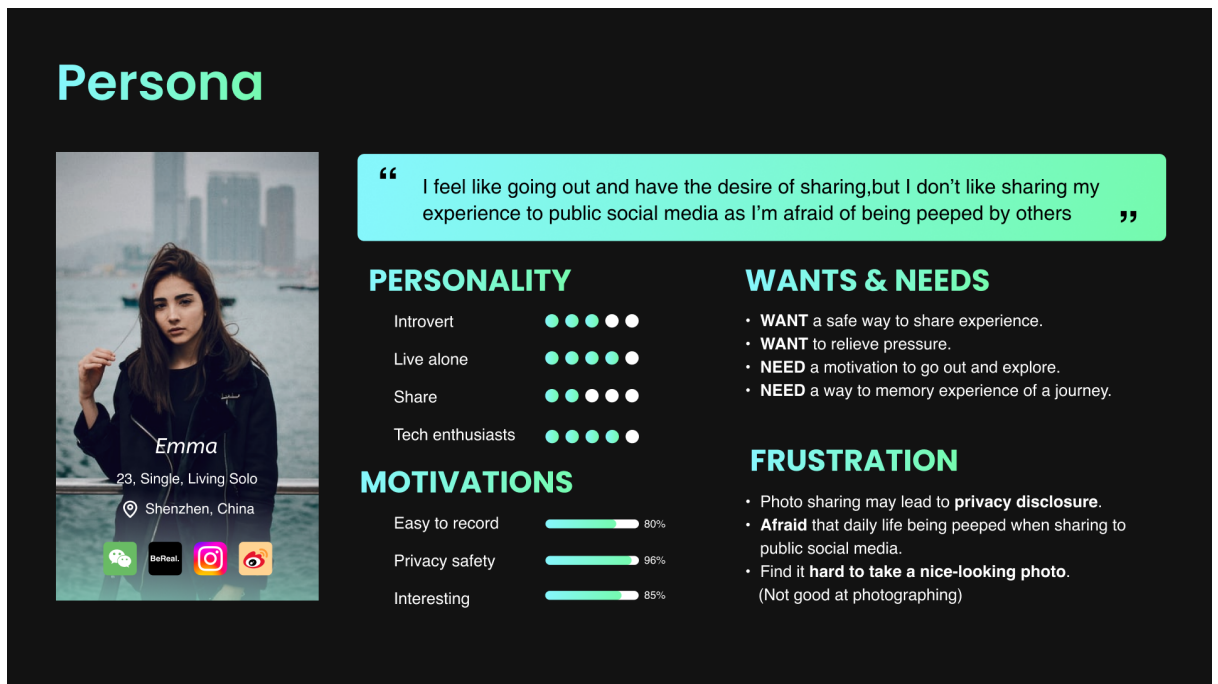 Persona
“ I feel like going out and have the desire of sharing,but I don’t like sharing my
experience to public social media as I’m afraid of being peeped by others ”
Emma
23, Single, Living Solo
Shenzhen, China
BeReal.
PERSONALITY
Introvert
Live alone
Share
Tech enthusiasts
MOTIVATIONS
Easy to record 80%
Privacy safety 96%
Interesting 85%
WANTS & NEEDS
• WANT a safe way to share experience.
• WANT to relieve pressure.
• NEED a motivation to go out and explore.
• NEED a way to memory experience of a journey.
FRUSTRATION
• Photo sharing may lead to privacy disclosure.
• Afraid that daily life being peeped when sharing to
public social media.
• Find it hard to take a nice-looking photo.
(Not good at photographing)